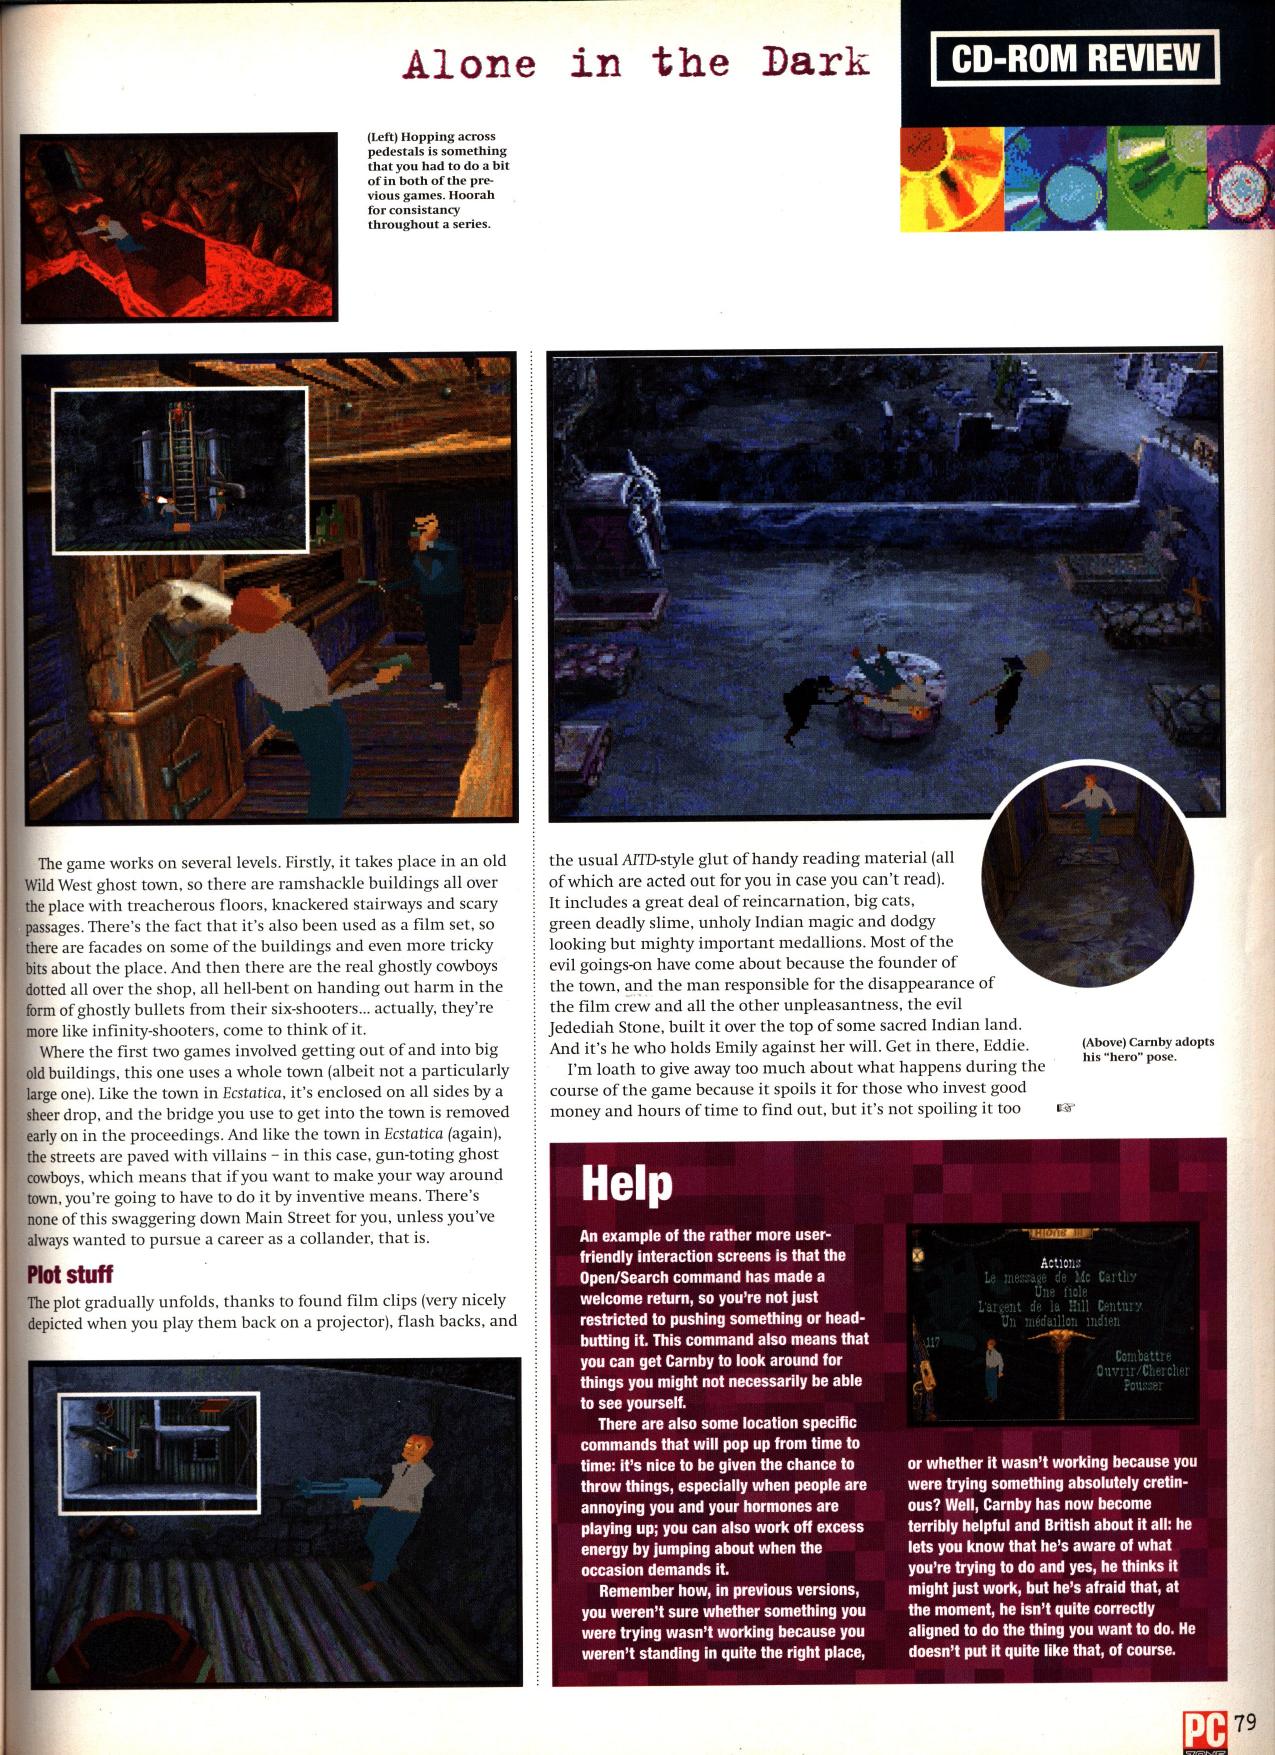 Alone in the Dark
CD-ROM REVIEW
(Left) Hopping across
pedestals is something
that you had to do a bit
of in both of the pre-
vious games. Hoorah
for consistancy
throughout a series.
The game works on several levels. Firstly, it takes place in an old
Wild West ghost town, so there are ramshackle buildings all over
the place with treacherous floors, knackered stairways and scary
passages. There's the fact that it's also been used as a film set, so
there are facades on some of the buildings and even more tricky
bits about the place. And then there are the real ghostly cowboys
dotted all over the shop, all hell-bent on handing out harm in the
form of ghostly bullets from their six-shooters... actually, they're
more like infinity-shooters, come to think of it.
Where the first two games involved getting out of and into big
old buildings, this one uses a whole town (albeit not a particularly
large one). Like the town in Ecstatica, it's enclosed on all sides by a
sheer drop, and the bridge you use to get into the town is removed
early on in the proceedings. And like the town in Ecstatica (again),
the streets are paved with villains – in this case, gun-toting ghost
cowboys, which means that if you want to make your way around
town, you're going to have to do it by inventive means. There's
none of this swaggering down Main Street for you, unless you've
always wanted to pursue a career as a collander, that is.
Plot stuff
The plot gradually unfolds, thanks to found film clips (very nicely
depicted when you play them back on a projector), flash backs, and
the usual AITD-style glut of handy reading material (all
of which are acted out for you in case you can't read).
It includes a great deal of reincarnation, big cats,
green deadly slime, unholy Indian magic and dodgy
looking but mighty important medallions. Most of the
evil goings-on have come about because the founder of
the town, and the man responsible for the disappearance of
the film crew and all the other unpleasantness, the evil
Jedediah Stone, built it over the top of some sacred Indian land.
And it's he who holds Emily against her will. Get in there, Eddie.
I'm loath to give away too much about what happens during the
course of the game because it spoils it for those who invest good
money and hours of time to find out, but it's not spoiling it too
(Above) Carnby adopts
his "hero" pose.
Help
An example of the rather more user-
friendly interaction screens is that the
Open/Search command has made a
welcome return, so you're not just
restricted to pushing something or head-
butting it. This command also means that
you can get Carnby to look around for
things you might not necessarily be able
to see yourself.
There are also some location specific
commands that will pop up from time to
time: it's nice to be given the chance to
throw things, especially when people are
annoying you and your hormones are
playing up; you can also work off excess
energy by jumping about when the
occasion demands it.
Remember how, in previous versions,
you weren't sure whether something you
were trying wasn't working because you
weren't standing in quite the right place,
Actions
Le message de Mc Carthy
Une fiole
L'argent de la Hill Century
Un médaillon indien
117
Combattre
Ouvrir/Chercher
Pousser
or whether it wasn't working because you
were trying something absolutely cretin-
ous? Well, Carnby has now become
terribly helpful and British about it all: he
lets you know that he's aware of what
you're trying to do and yes, he thinks it
might just work, but he's afraid that, at
the moment, he isn't quite correctly
aligned to do the thing you want to do. He
doesn't put it quite like that, of course.
PC
ZONE
79